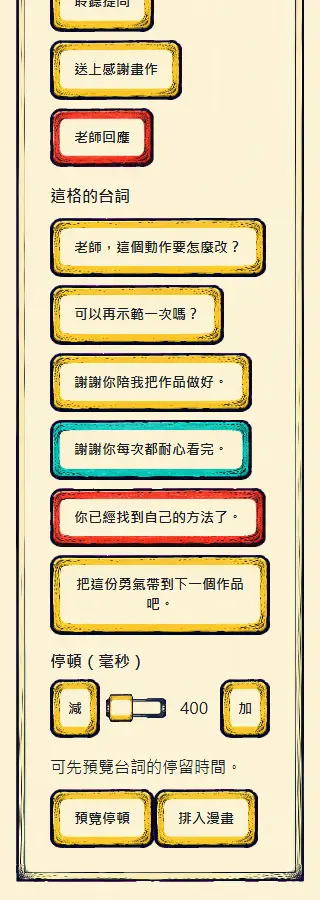 聆聽提問
送上感謝畫作
老師回應
這格的台詞
老師，這個動作要怎麼改？
可以再示範一次嗎？
謝謝你陪我把作品做好。
謝謝你每次都耐心看完。
你已經找到自己的方法了。
把這份勇氣帶到下一個作品
吧。
停頓（毫秒）
減 400 加
可先預覽台詞的停留時間。
預覽停頓 排入漫畫